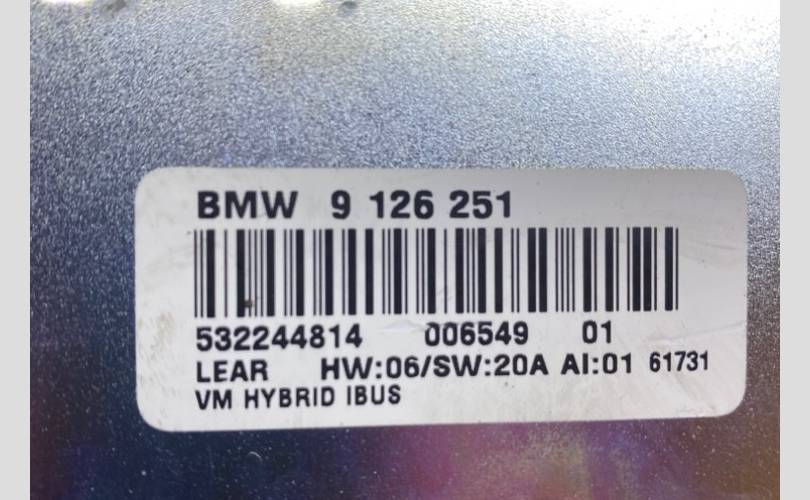 BMW 9 126 251
532244814 006549 01
LEAR HW:06/SW:20A AI:01 61731
VM HYBRID IBUS